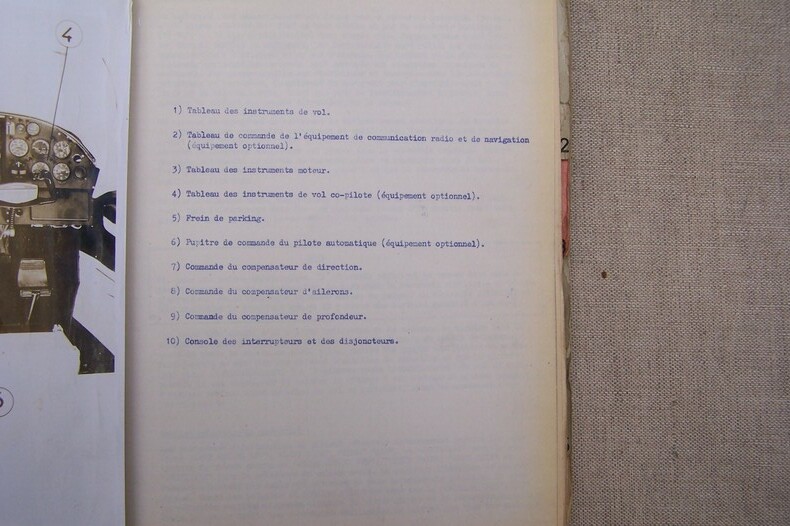 4
1) Tableau des instruments de vol.
2) Tableau de commande de l'équipement de communication radio et de navigation
(équipement optionnel).
3) Tableau des instruments moteur.
4) Tableau des instruments de vol co-pilote (équipement optionnel).
5) Frein de parking.
6) Pupitre de commande du pilote automatique (équipement optionnel).
7) Commande du compensateur de direction.
8) Commande du compensateur d'ailerons.
9) Commande du compensateur de profondeur.
10) Console des interrupteurs et des disjoncteurs.
2